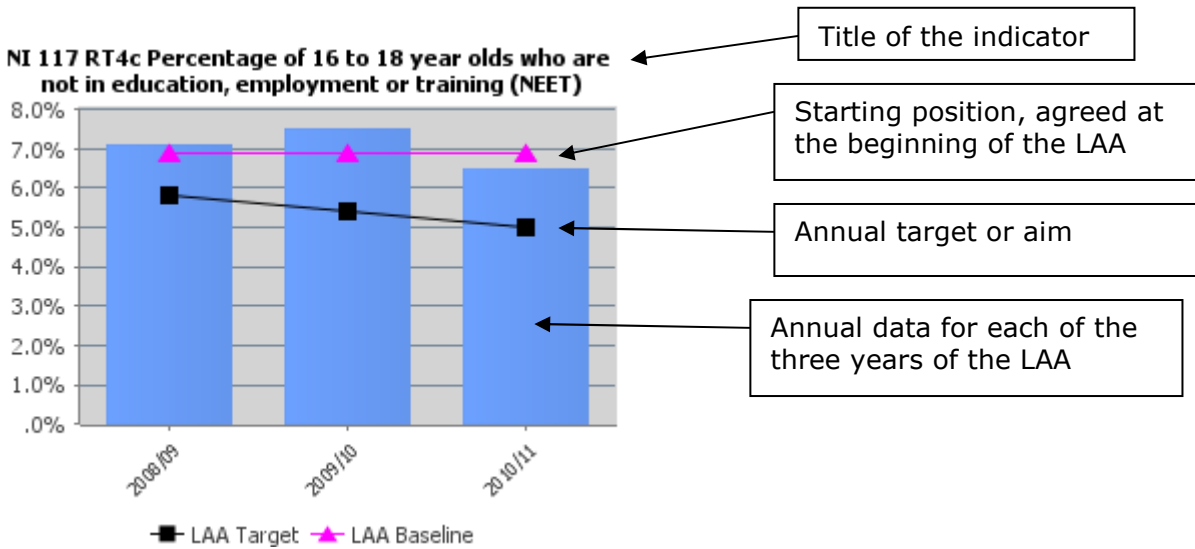 NI 117 RT4c Percentage of 16 to 18 year olds who are
not in education, employment or training (NEET)
Title of the indicator
Starting position, agreed at
the beginning of the LAA
Annual target or aim
Annual data for each of the
three years of the LAA
8.0%
7.0%
6.0%
5.0%
4.0%
3.0%
2.0%
1.0%
.0%
2008/09
2009/10
2010/11
LAA Target
LAA Baseline